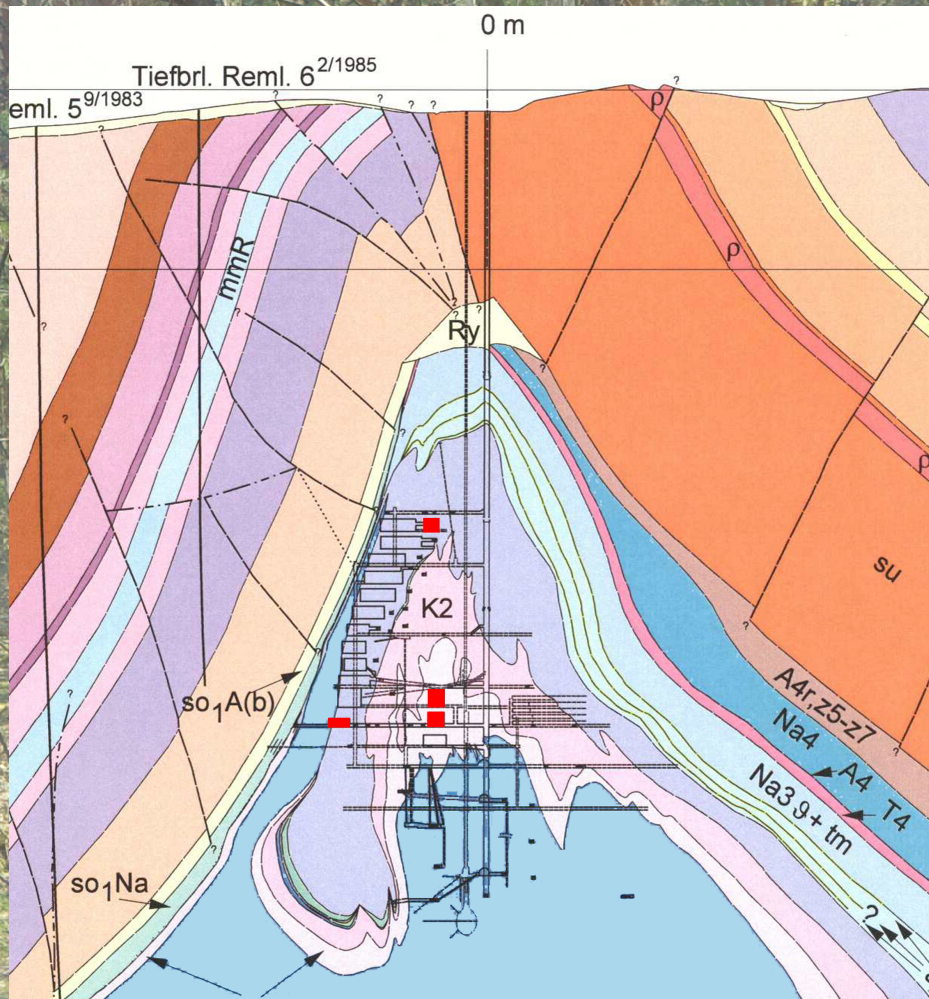 0 m
Tiefbrl. Reml. 6 2/1985
eml. 5 9/1983
ρ
ρ
mmR
Ry
ρ
su
K2
so1A(b)
A4r,z5-z7
Na4
A4
T4
Na3ϑ+ tm
so1Na
?